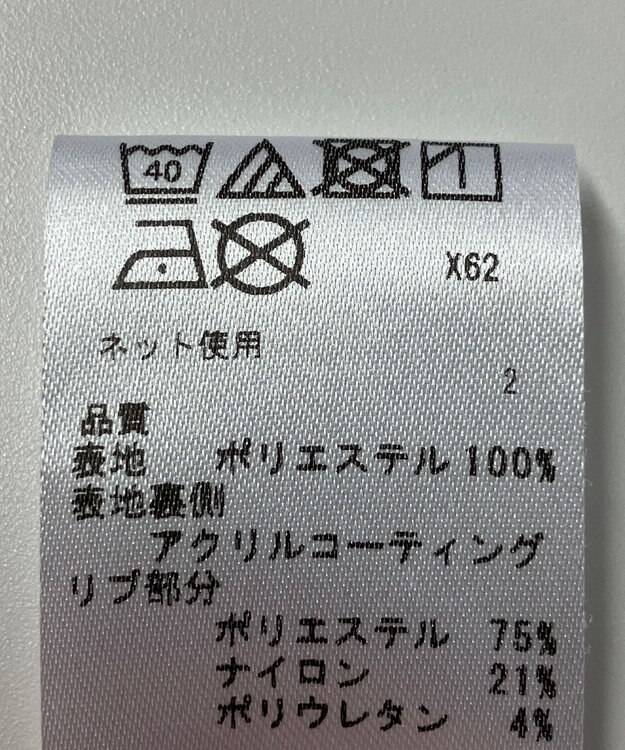 40
X62
ネット使用
2
品質
表地 ポリエステル 100%
表地裏側
アクリルコーティング
リブ部分
ポリエステル 75%
ナイロン 21%
ポリウレタン 4%